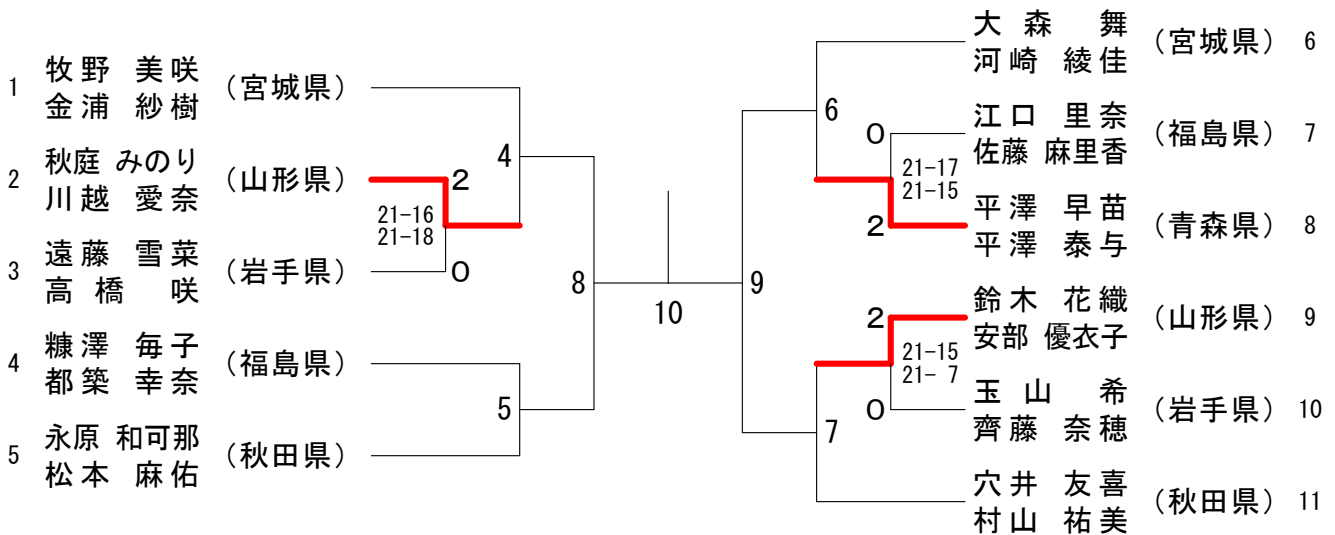 1 牧野 美咲 (宮城県)
金浦 紗樹
2 秋庭 みのり (山形県)
川越 愛奈
3 遠藤 雪菜 (岩手県)
高橋 咲
4 糠澤 毎子 (福島県)
都築 幸奈
5 永原 和可那 (秋田県)
松本 麻佑
2
21-16
21-18
0
4
5
8
10
9
6
7
0
21-17
21-15
2
2
21-15
21- 7
0
大森 舞 (宮城県) 6
河崎 綾佳
江口 里奈 (福島県) 7
佐藤 麻里香
平澤 早苗 (青森県) 8
平澤 泰与
鈴木 花織 (山形県) 9
安部 優衣子
玉山 希 (岩手県) 10
齊藤 奈穂
穴井 友喜 (秋田県) 11
村山 祐美